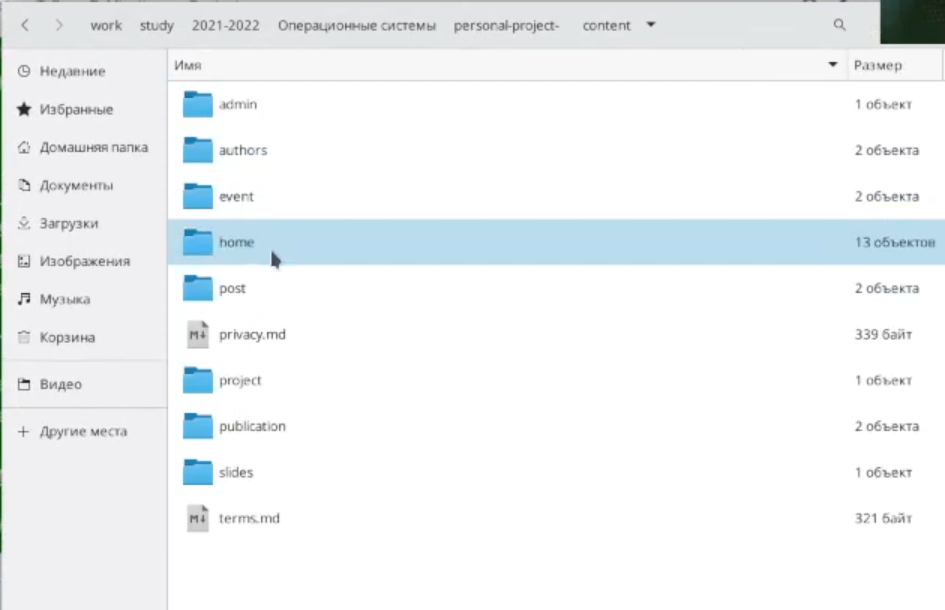 work study 2021-2022 Операционные системы personal-project- content
Недавние
Избранные
Домашняя папка
Документы
Загрузки
Изображения
Музыка
Корзина
Видео
Другие места
Имя Размер
admin 1 объект
authors 2 объекта
event 2 объекта
home 13 объектов
post 2 объекта
privacy.md 339 байт
project 1 объект
publication 2 объекта
slides 1 объект
terms.md 321 байт